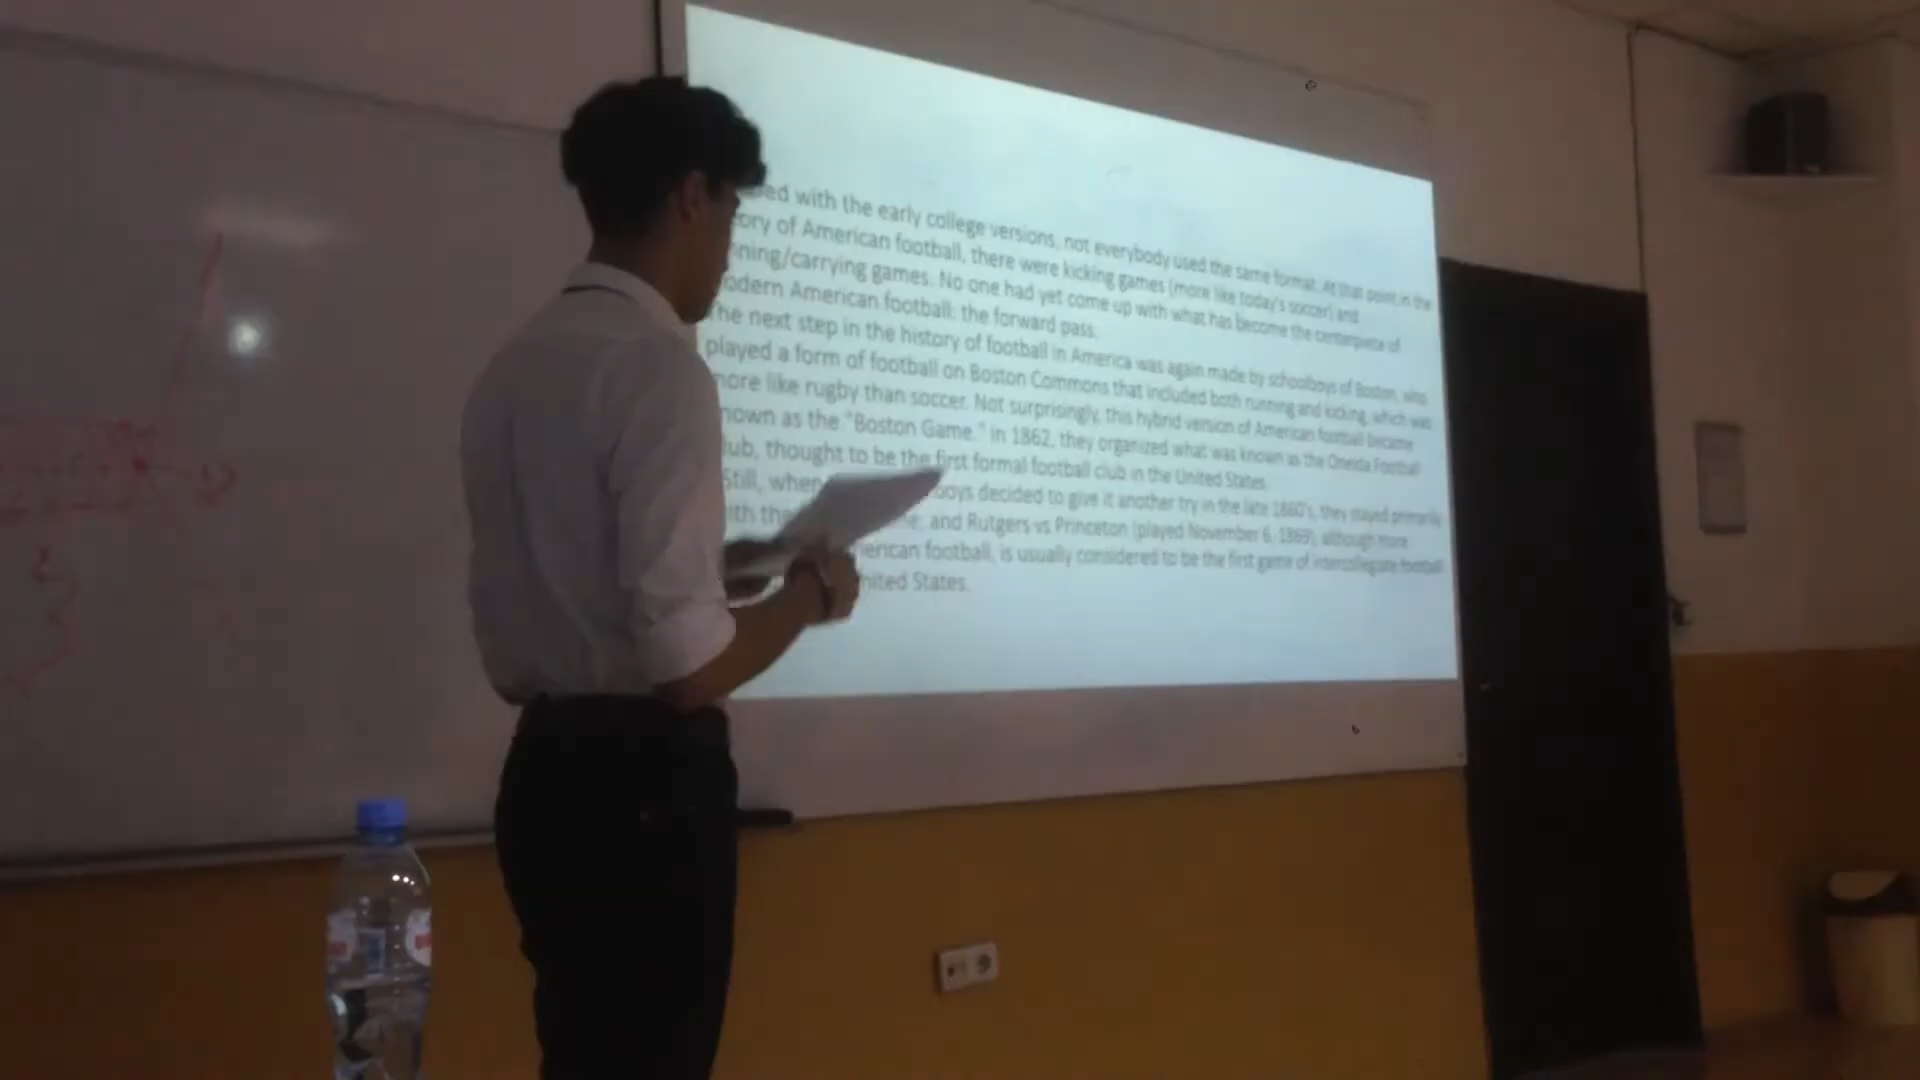 with the early college versions, not everybody used the same format. At that point in the
of American football, there were kicking games (more like today's soccer) and
ning/carrying games. No one had yet come up with what has become the centerpiece of
odern American football: the forward pass.
The next step in the history of football in America was again made by schoolboys of Boston, who
played a form of football on Boston Commons that included both running and kicking, which was
more like rugby than soccer. Not surprisingly, this hybrid version of American football became
nown as the "Boston Game." in 1862, they organized what was known as the Oneida Football
lub, thought to be the first formal football club in the United States.
Still, when boys decided to give it another try in the late 1860's, they stayed primarily
ith the e, and Rutgers vs Princeton (played November 6, 1869), although more
erican football, is usually considered to be the first game of intercollegiate football
nited States.